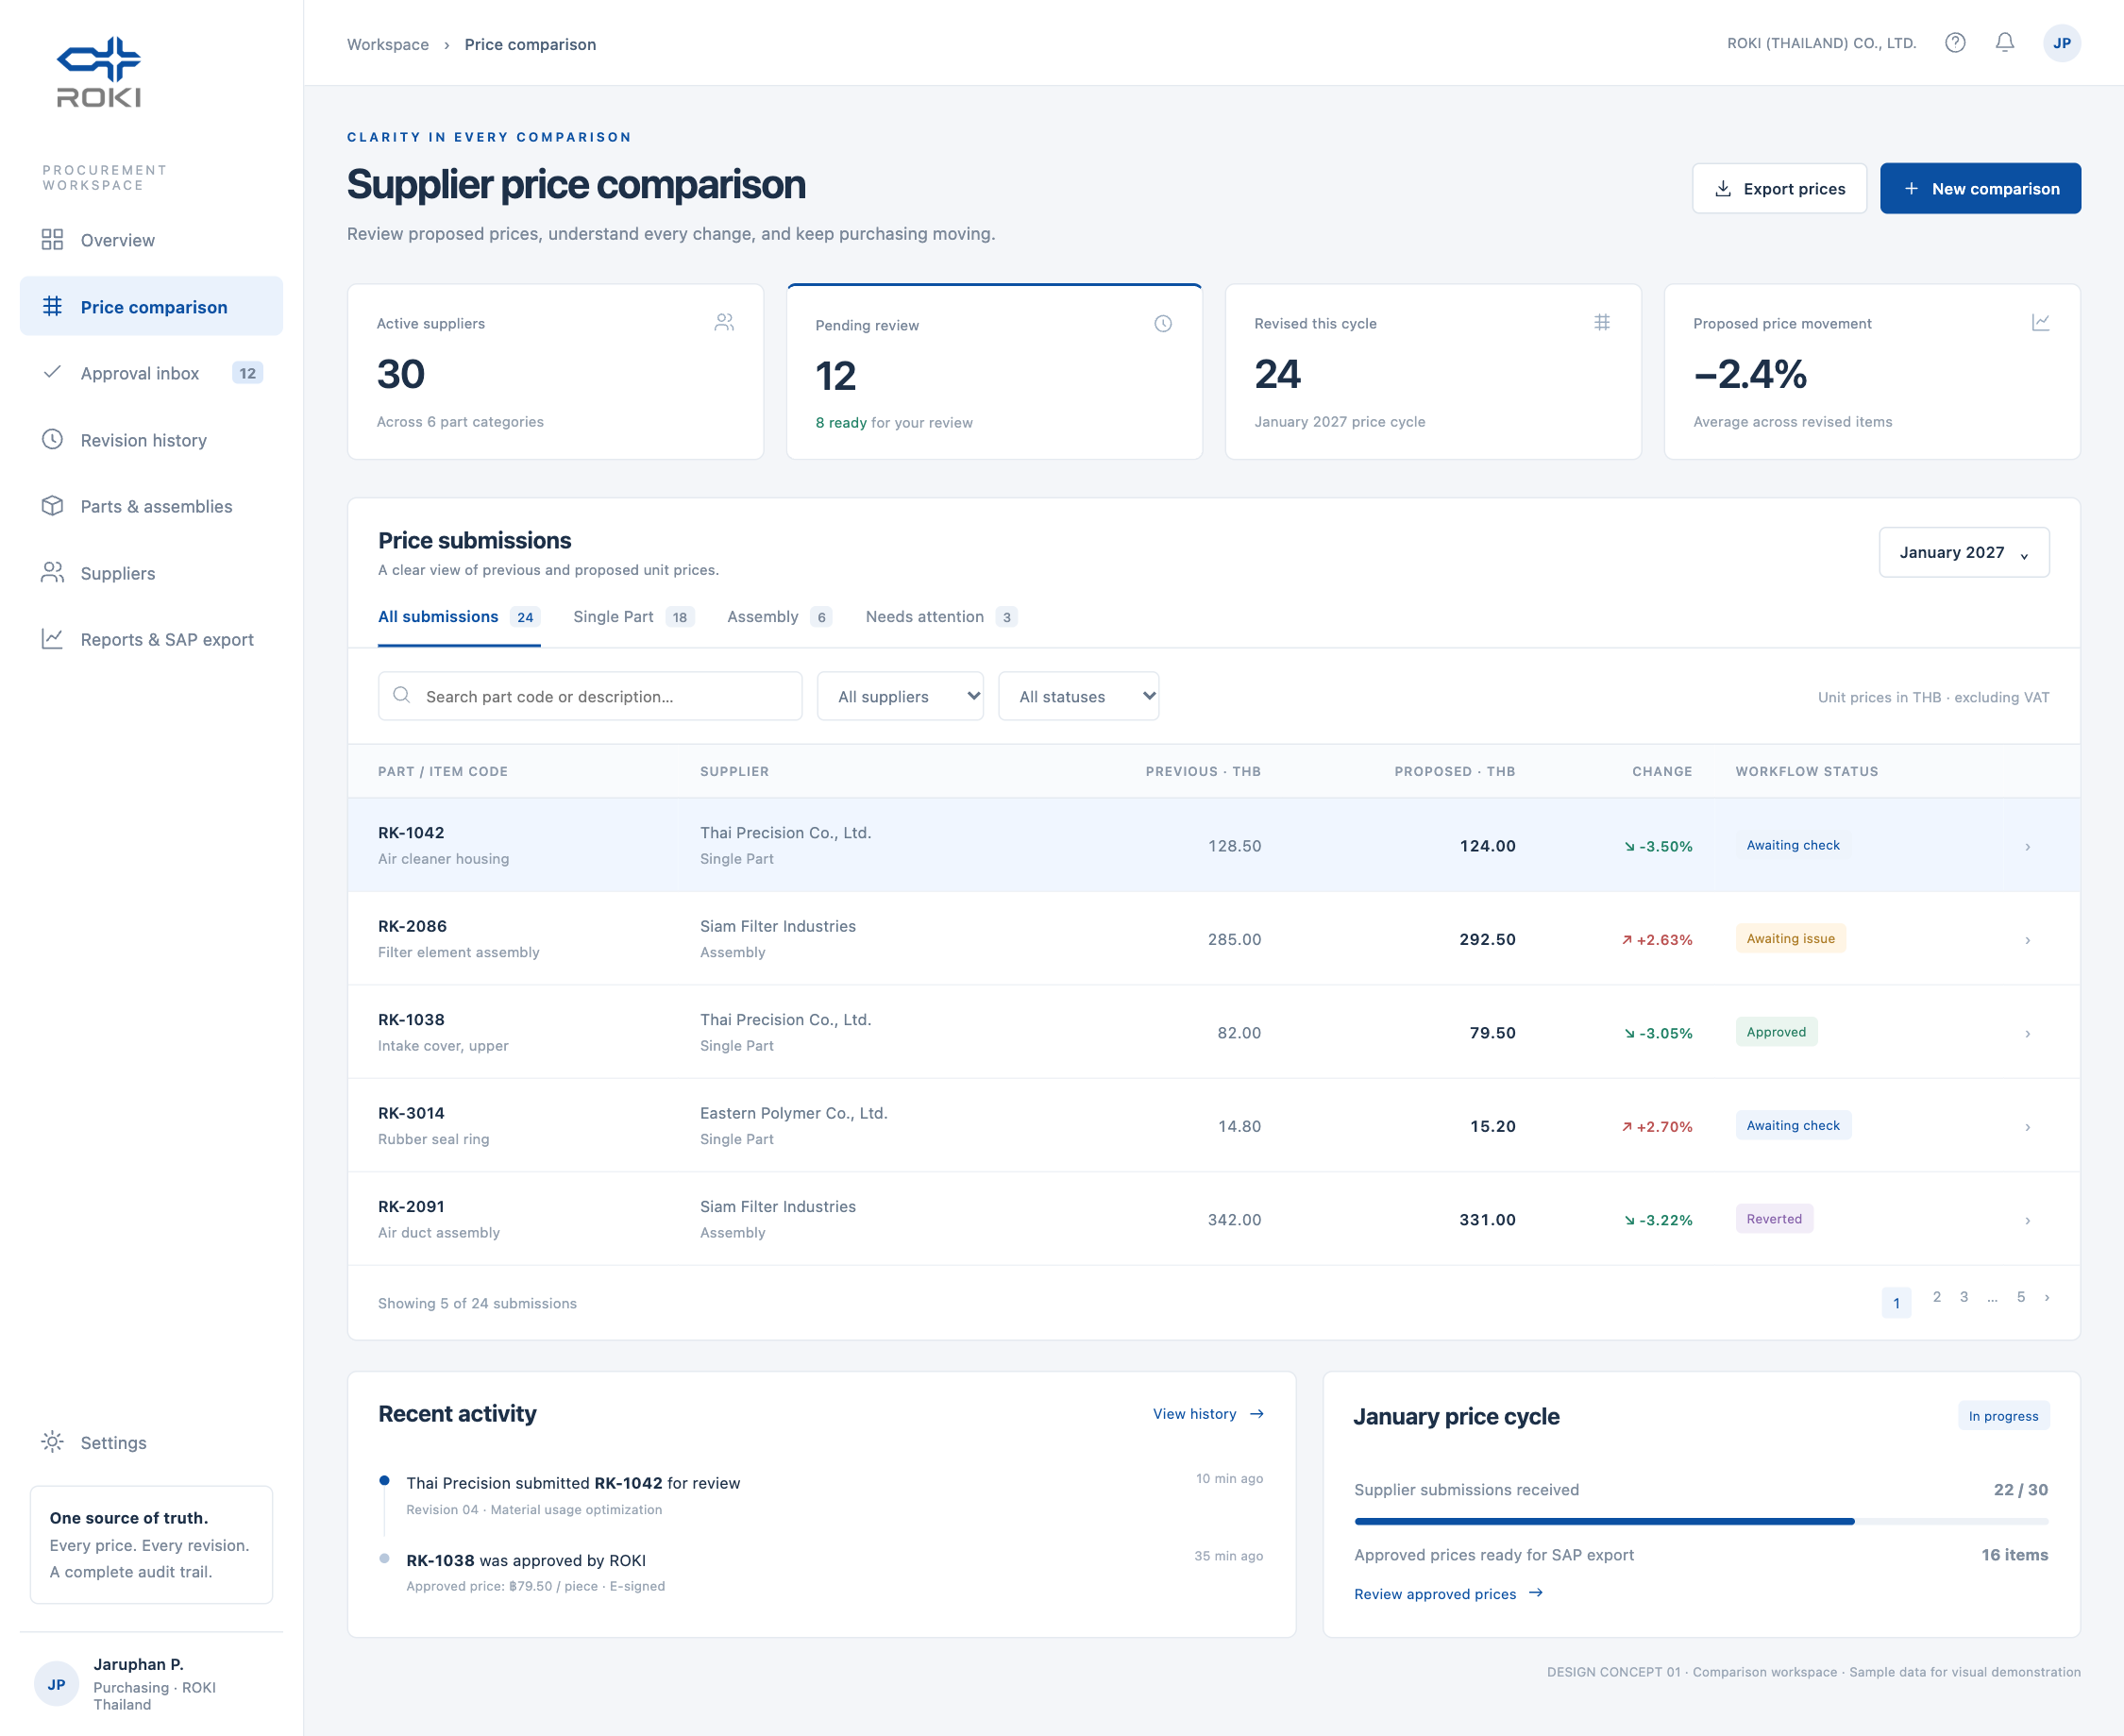 ROKI
PROCUREMENT
WORKSPACE
Overview
Price comparison
Approval inbox 12
Revision history
Parts & assemblies
Suppliers
Reports & SAP export
Settings
One source of truth.
Every price. Every revision.
A complete audit trail.
JP
Jaruphan P.
Purchasing · ROKI
Thailand
Workspace › Price comparison
ROKI (THAILAND) CO., LTD. JP
CLARITY IN EVERY COMPARISON
Supplier price comparison
Review proposed prices, understand every change, and keep purchasing moving.
Export prices
+ New comparison
Active suppliers
30
Across 6 part categories
Pending review
12
8 ready for your review
Revised this cycle
24
January 2027 price cycle
Proposed price movement
−2.4%
Average across revised items
Price submissions
A clear view of previous and proposed unit prices.
January 2027
All submissions 24 Single Part 18 Assembly 6 Needs attention 3
Search part code or description... All suppliers All statuses Unit prices in THB · excluding VAT
PART / ITEM CODE SUPPLIER PREVIOUS · THB PROPOSED · THB CHANGE WORKFLOW STATUS
RK-1042 Thai Precision Co., Ltd. 128.50 124.00 ↘ -3.50% Awaiting check ›
Air cleaner housing Single Part
RK-2086 Siam Filter Industries 285.00 292.50 ↗ +2.63% Awaiting issue ›
Filter element assembly Assembly
RK-1038 Thai Precision Co., Ltd. 82.00 79.50 ↘ -3.05% Approved ›
Intake cover, upper Single Part
RK-3014 Eastern Polymer Co., Ltd. 14.80 15.20 ↗ +2.70% Awaiting check ›
Rubber seal ring Single Part
RK-2091 Siam Filter Industries 342.00 331.00 ↘ -3.22% Reverted ›
Air duct assembly Assembly
Showing 5 of 24 submissions 1 2 3 ... 5 ›
Recent activity View history →
Thai Precision submitted RK-1042 for review 10 min ago
Revision 04 · Material usage optimization
RK-1038 was approved by ROKI 35 min ago
Approved price: ฿79.50 / piece · E-signed
January price cycle In progress
Supplier submissions received 22 / 30
Approved prices ready for SAP export 16 items
Review approved prices →
DESIGN CONCEPT 01 · Comparison workspace · Sample data for visual demonstration